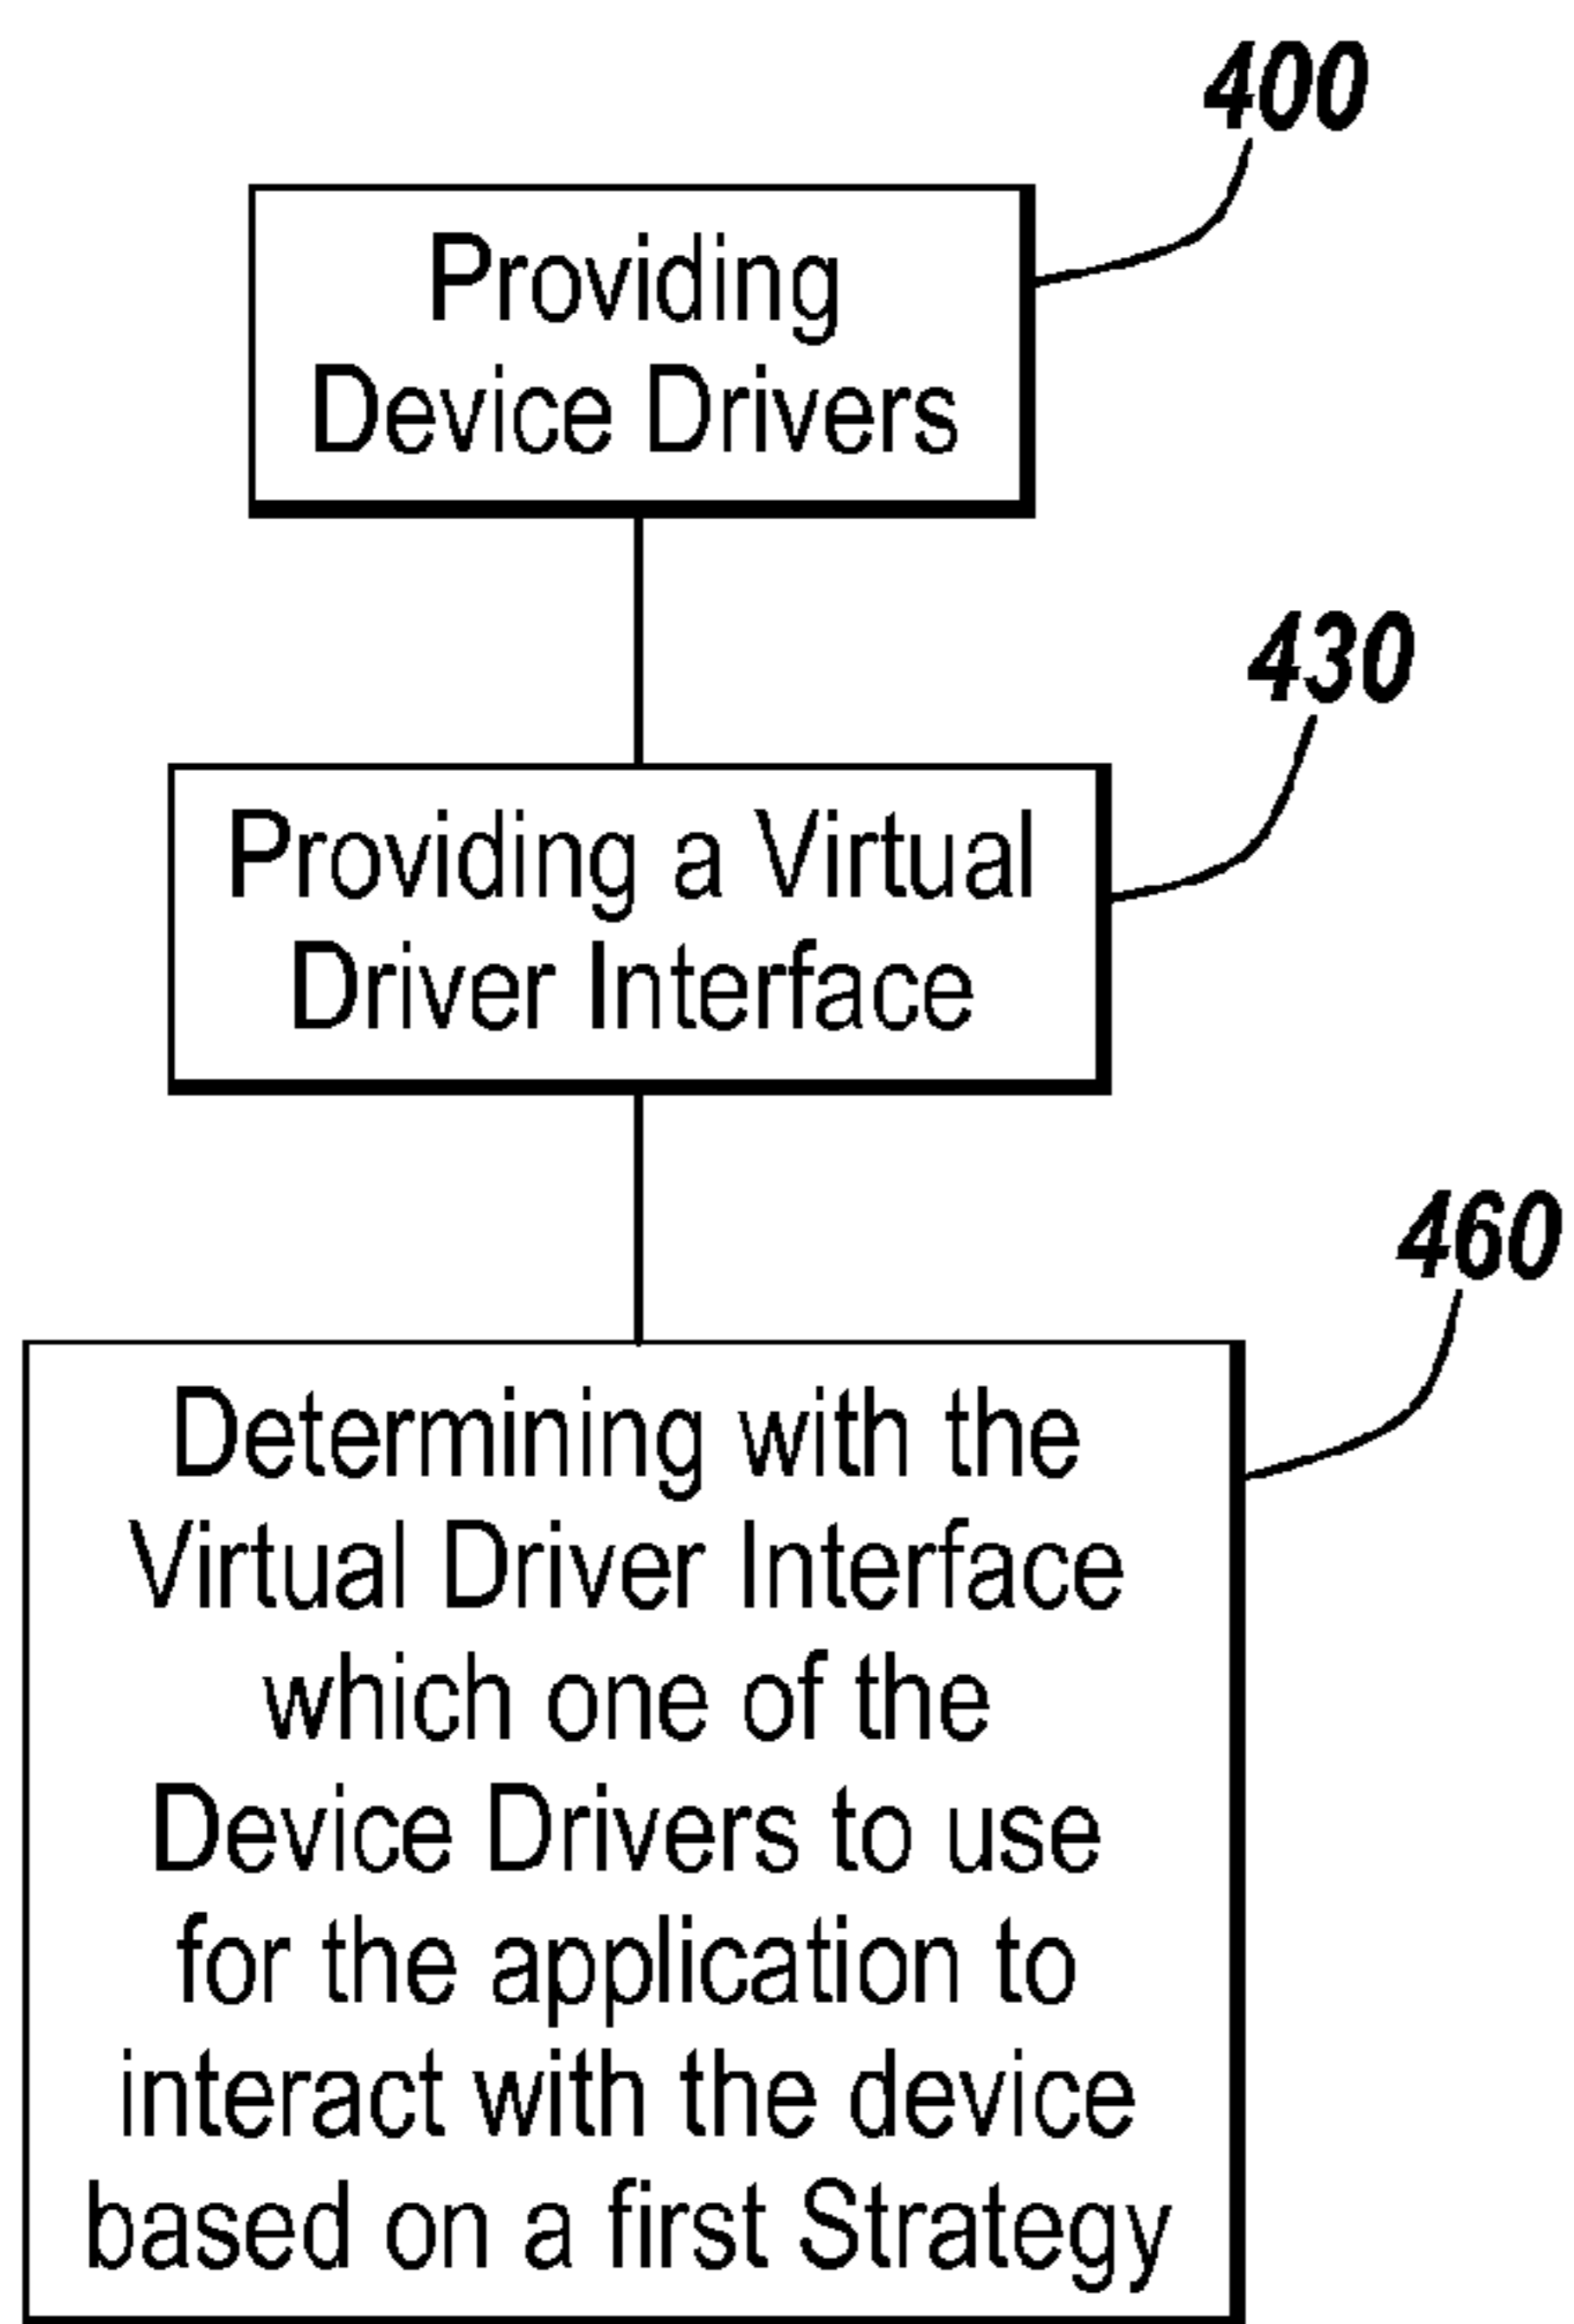 400
Providing
Device Drivers
430
Providing a Virtual
Driver Interface
460
Determining with the
Virtual Driver Interface
which one of the
Device Drivers to use
for the application to
interact with the device
based on a first Strategy